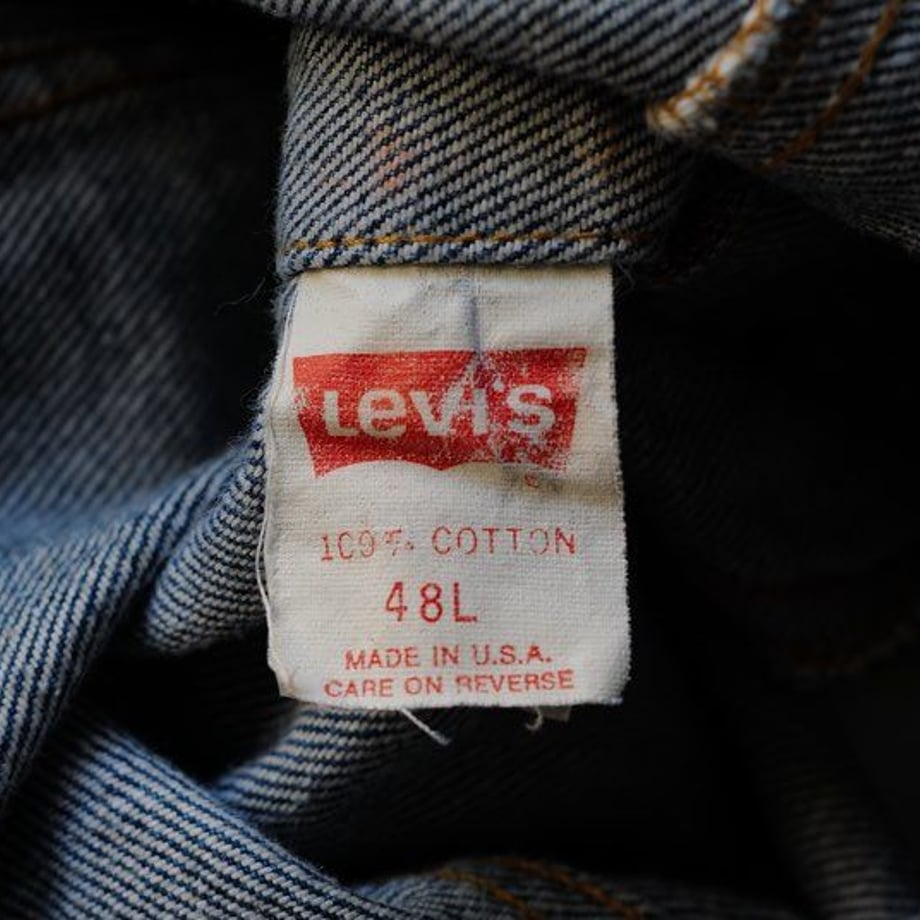 Levi's
100% COTTON
48L
MADE IN U.S.A.
CARE ON REVERSE